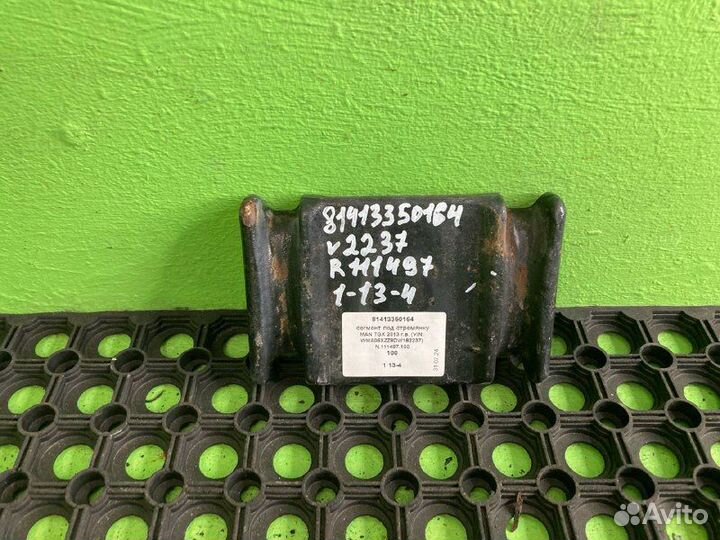 81413350164
v2237
R111497
1-13-4
81413350164
сегмент под стремянку
MAN TGX 2013 г.в. (VIN:
N.111497.100
100
1 13-4
Avito